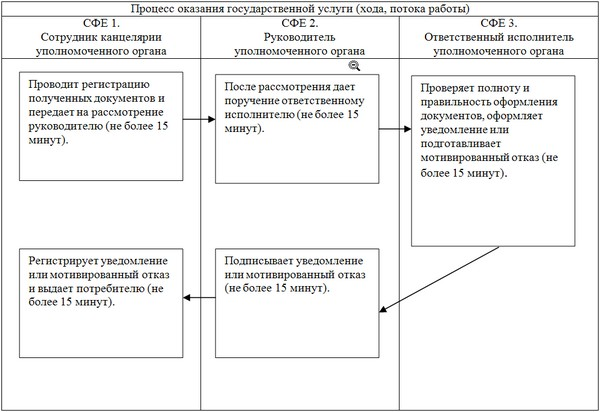 Процесс оказания государственной услуги (хода, потока работы)
СФЕ 1.
Сотрудник канцелярии
уполномоченного органа
СФЕ 2.
Руководитель
уполномоченного органа
СФЕ 3.
Ответственный исполнитель
уполномоченного органа
Проводит регистрацию
полученных документов и
передает на рассмотрение
руководителю (не более 15
минут).
После рассмотрения дает
поручение ответственному
исполнителю (не более 15
минут).
Проверяет полноту и
правильность оформления
документов, оформляет
уведомление или
подготавливает
мотивированный отказ (не
более 15 минут).
Регистрирует уведомление
или мотивированный отказ
и выдает потребителю (не
более 15 минут).
Подписывает уведомление
или мотивированный отказ
(не более 15 минут).